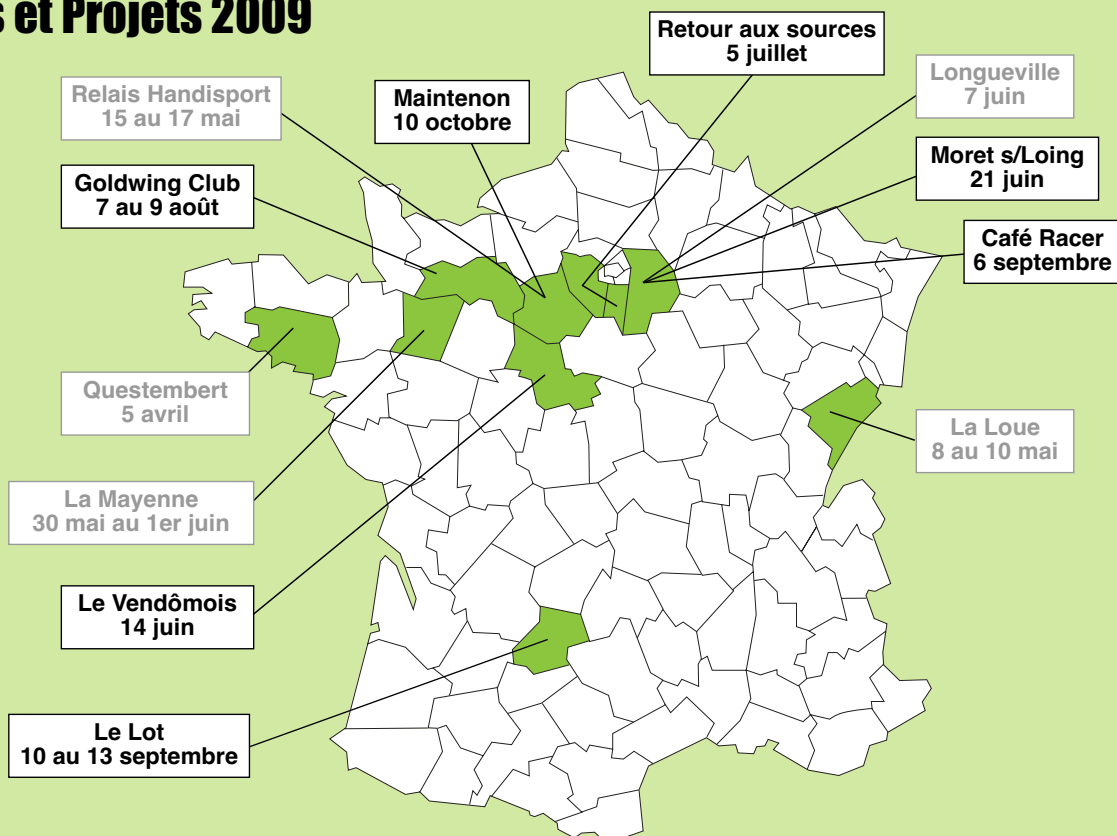 s et Projets 2009
Retour aux sources
5 juillet
Longueville
7 juin
Relais Handisport
15 au 17 mai
Maintenon
10 octobre
Moret s/Loing
21 juin
Goldwing Club
7 au 9 août
Café Racer
6 septembre
Questembert
5 avril
La Loue
8 au 10 mai
La Mayenne
30 mai au 1er juin
Le Vendômois
14 juin
Le Lot
10 au 13 septembre